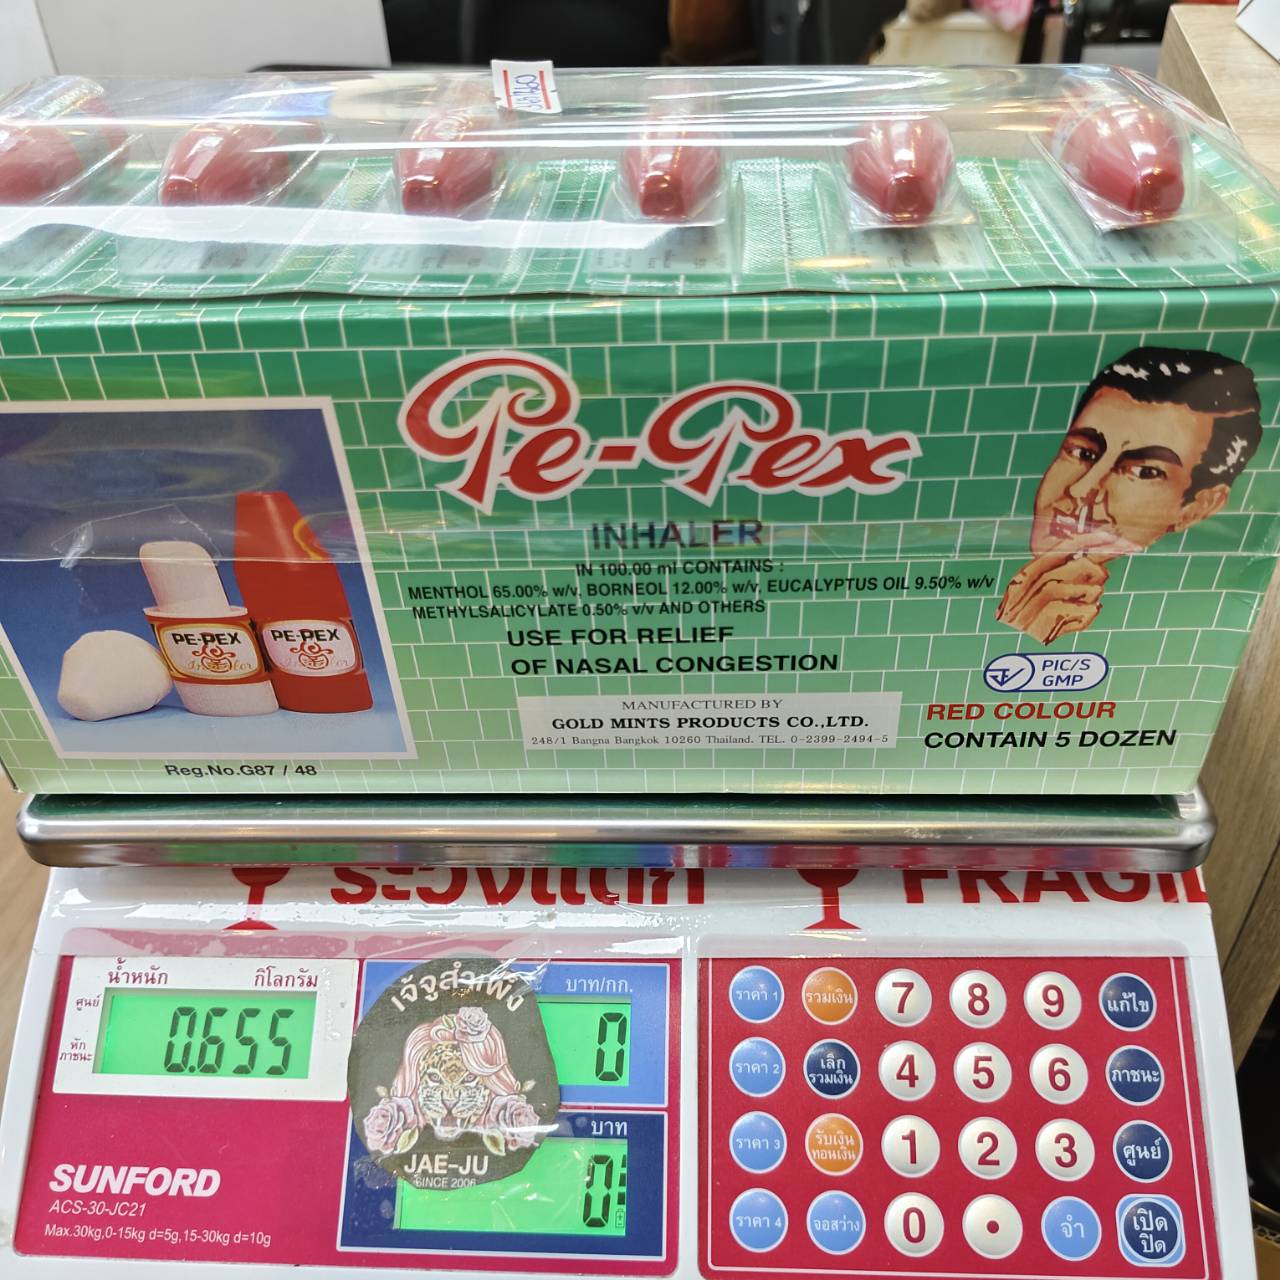 Pe-Pex
INHALER
IN 100.00 ml CONTAINS :
MENTHOL 65.00% w/v, BORNEOL 12.00% w/v, EUCALYPTUS OIL 9.50% w/v
METHYLSALICYLATE 0.50% v/v AND OTHERS
USE FOR RELIEF
OF NASAL CONGESTION
MANUFACTURED BY
GOLD MINTS PRODUCTS CO.,LTD.
248/1 Bangna Bangkok 10260 Thailand. TEL. 0-2399-2494-5
PIC/S
GMP
RED COLOUR
CONTAIN 5 DOZEN
PE-PEX
PE-PEX
Reg.No.G87 / 48
ระวังแตก FRAGIL
น้ำหนัก กิโลกรัม
ศูนย์
หัก
ภาชนะ
0.655
บาท/กก.
0
บาท
0
เจ้จูสำเพ็ง
JAE-JU
SINCE 2006
SUNFORD
ACS-30-JC21
Max.30kg,0-15kg d=5g,15-30kg d=10g
ราคา 1 รวมเงิน 7 8 9 แก้ไข
ราคา 2 เลิกรวมเงิน 4 5 6 ภาชนะ
ราคา 3 รับเงินทอนเงิน 1 2 3 ศูนย์
ราคา 4 จอสว่าง 0 • จำ เปิดปิด